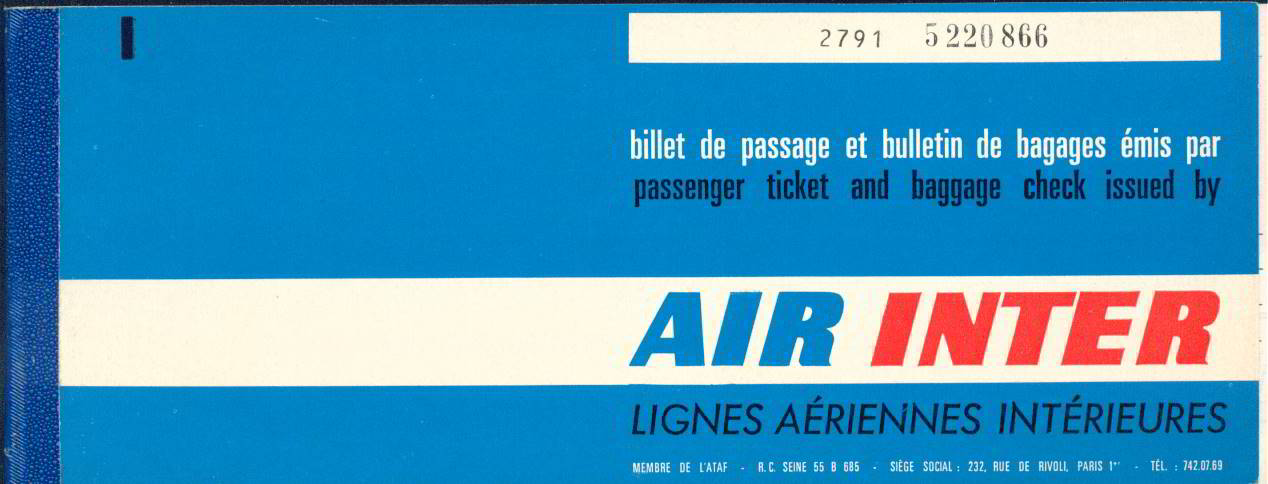 2791 5220866
billet de passage et bulletin de bagages émis par
passenger ticket and baggage check issued by
AIR INTER
LIGNES AÉRIENNES INTÉRIEURES
MEMBRE DE L'ATAF - R.C. SEINE 55 B 685 - SIÈGE SOCIAL : 232, RUE DE RIVOLI, PARIS 1er - TÉL. : 742.07.69